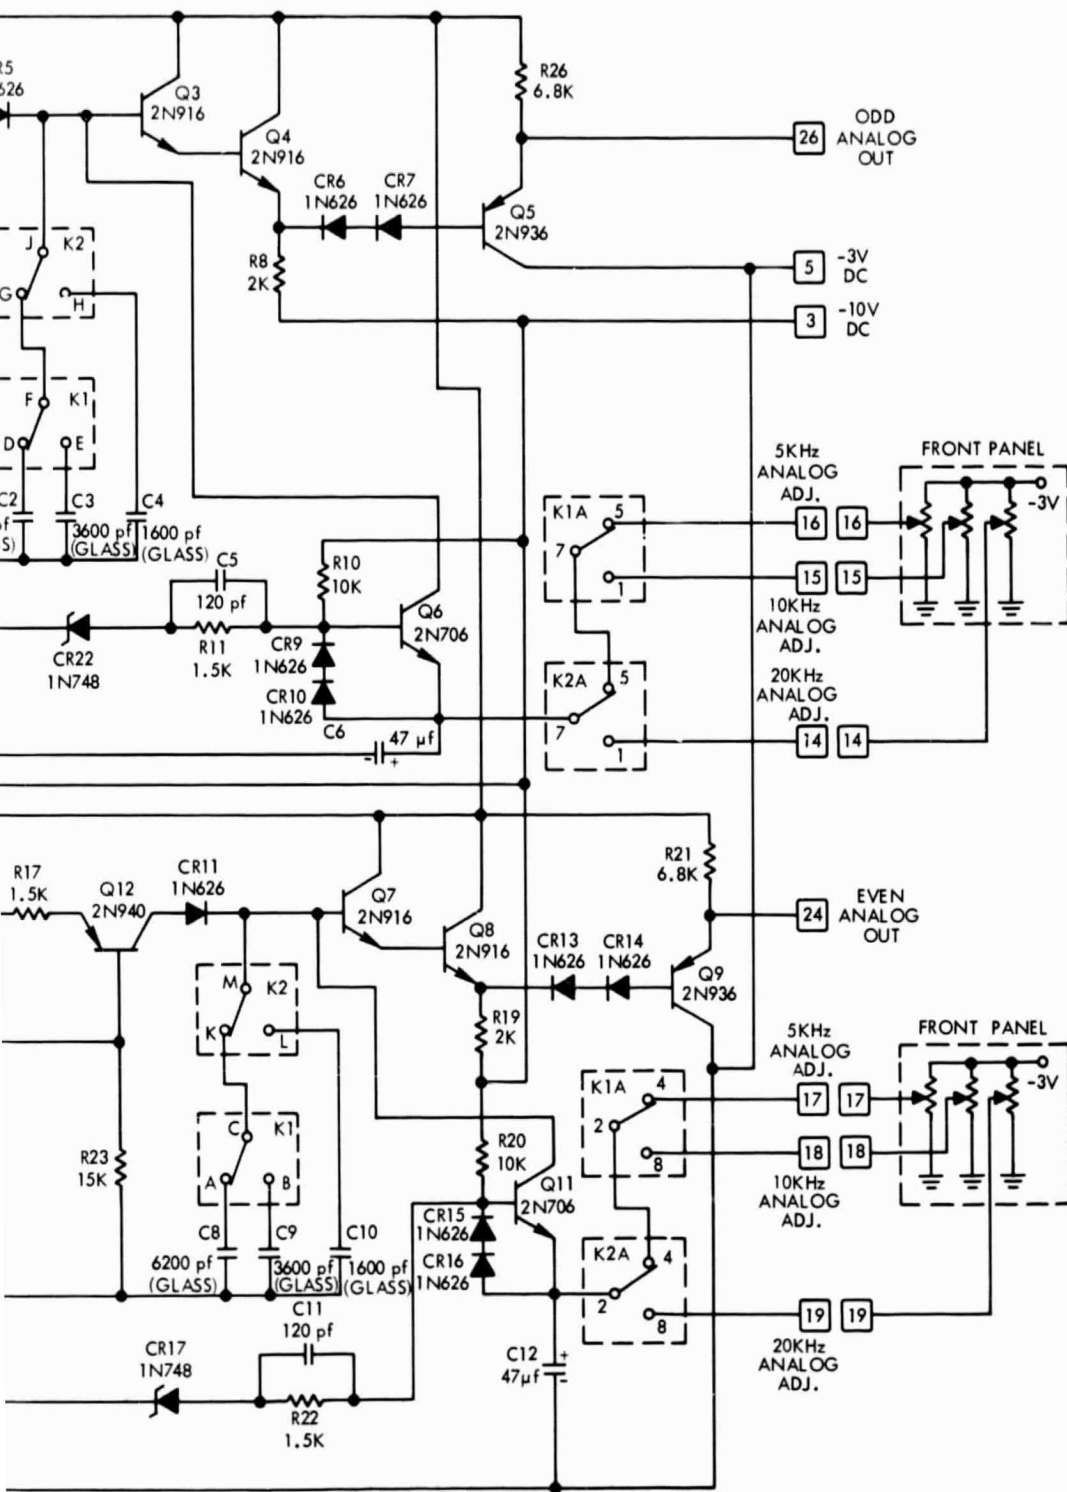 R5
626
Q3
2N916
Q4
2N916
R26
6.8K
26
ODD
ANALOG
OUT
CR6
1N626
CR7
1N626
Q5
2N936
R8
2K
5
-3V
DC
3
-10V
DC
J
K2
G
H
F
K1
D
E
C2
C3
C4
pf
3600 pf
1600 pf
S)
(GLASS)
(GLASS)
C5
120 pf
R10
10K
Q6
2N706
CR22
1N748
R11
1.5K
CR9
1N626
CR10
1N626
C6
47 µf
-
+
K1A
5
7
1
K2A
5
7
1
5KHz
ANALOG
ADJ.
16
16
15
15
10KHz
ANALOG
ADJ.
20KHz
ANALOG
ADJ.
14
14
FRONT PANEL
-3V
R17
1.5K
Q12
2N940
CR11
1N626
Q7
2N916
Q8
2N916
R21
6.8K
24
EVEN
ANALOG
OUT
CR13
1N626
CR14
1N626
Q9
2N936
M
K2
K
L
R19
2K
C
K1
A
B
R23
15K
C8
C9
C10
6200 pf
3600 pf
1600 pf
(GLASS)
(GLASS)
(GLASS)
R20
10K
Q11
2N706
CR15
1N626
CR16
1N626
K1A
4
2
8
K2A
4
2
8
5KHz
ANALOG
ADJ.
17
17
18
18
10KHz
ANALOG
ADJ.
19
19
20KHz
ANALOG
ADJ.
FRONT PANEL
-3V
C11
120 pf
CR17
1N748
R22
1.5K
C12
47µf
+
-